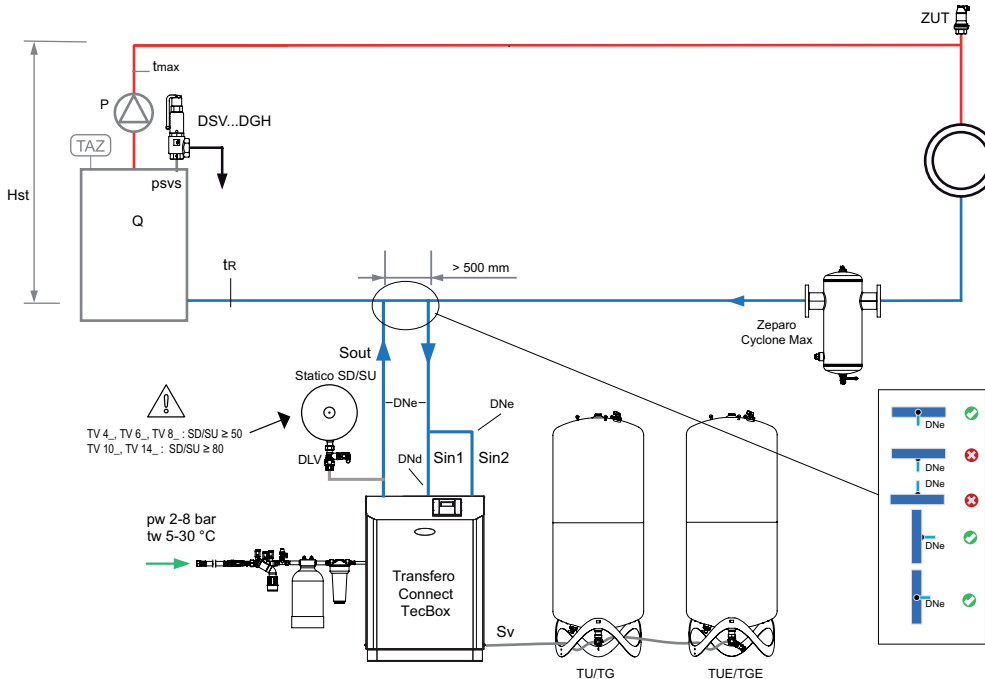 ZUT
tmax
P
DSV...DGH
TAZ
psvs
Hst
Q
tR
> 500 mm
Zeparo
Cyclone Max
Sout
Statico SD/SU
DNe
DNe
TV 4_, TV 6_, TV 8_ : SD/SU ≥ 50
TV 10_, TV 14_ : SD/SU ≥ 80
DLV
DNd
Sin1
Sin2
pw 2-8 bar
tw 5-30 °C
Transfero
Connect
TecBox
Sv
TU/TG
TUE/TGE
DNe
DNe
DNe
DNe
DNe